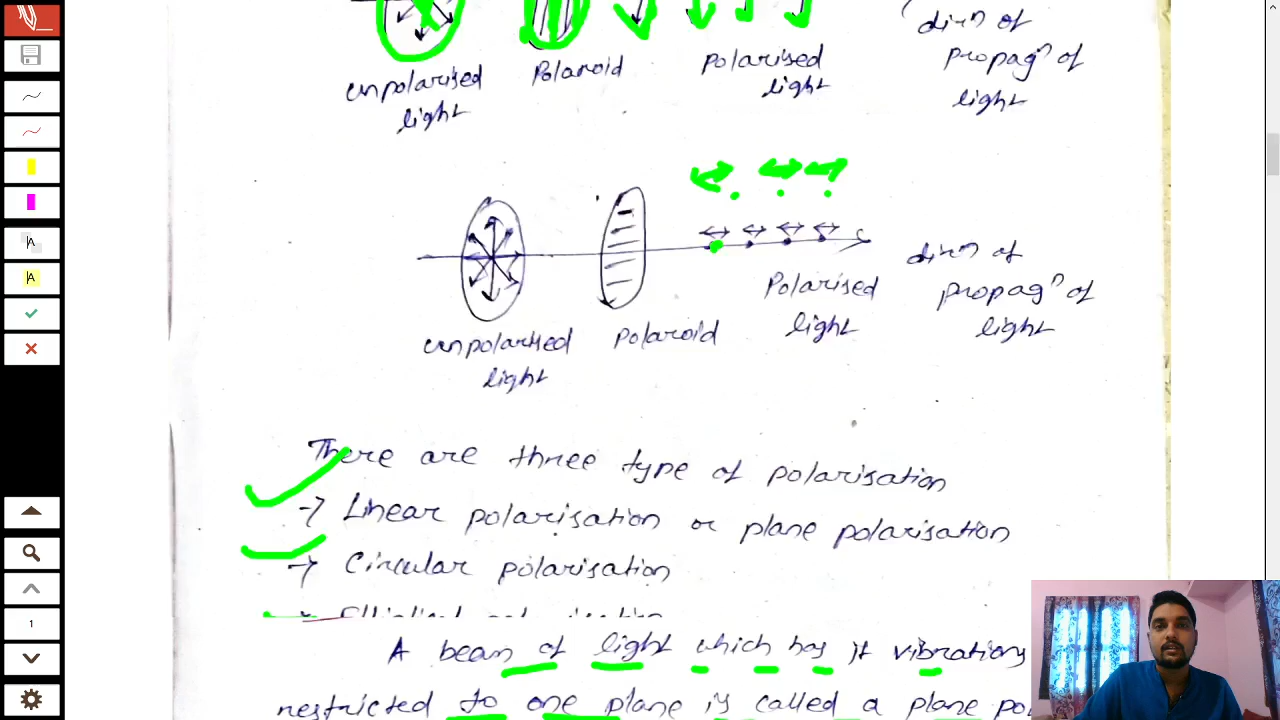 dirⁿ of
unpolarised
light
Polaroid
Polarised
light
propagⁿ of
light
unpolarised
light
Polaroid
Polarised
light
dirⁿ of
propagⁿ of
light
There are three type of polarisation
→ Linear polarisation or plane polarisation
→ Circular polarisation
A beam of light which has it vibrations
restricted to one plane is called a plane
A
A
1